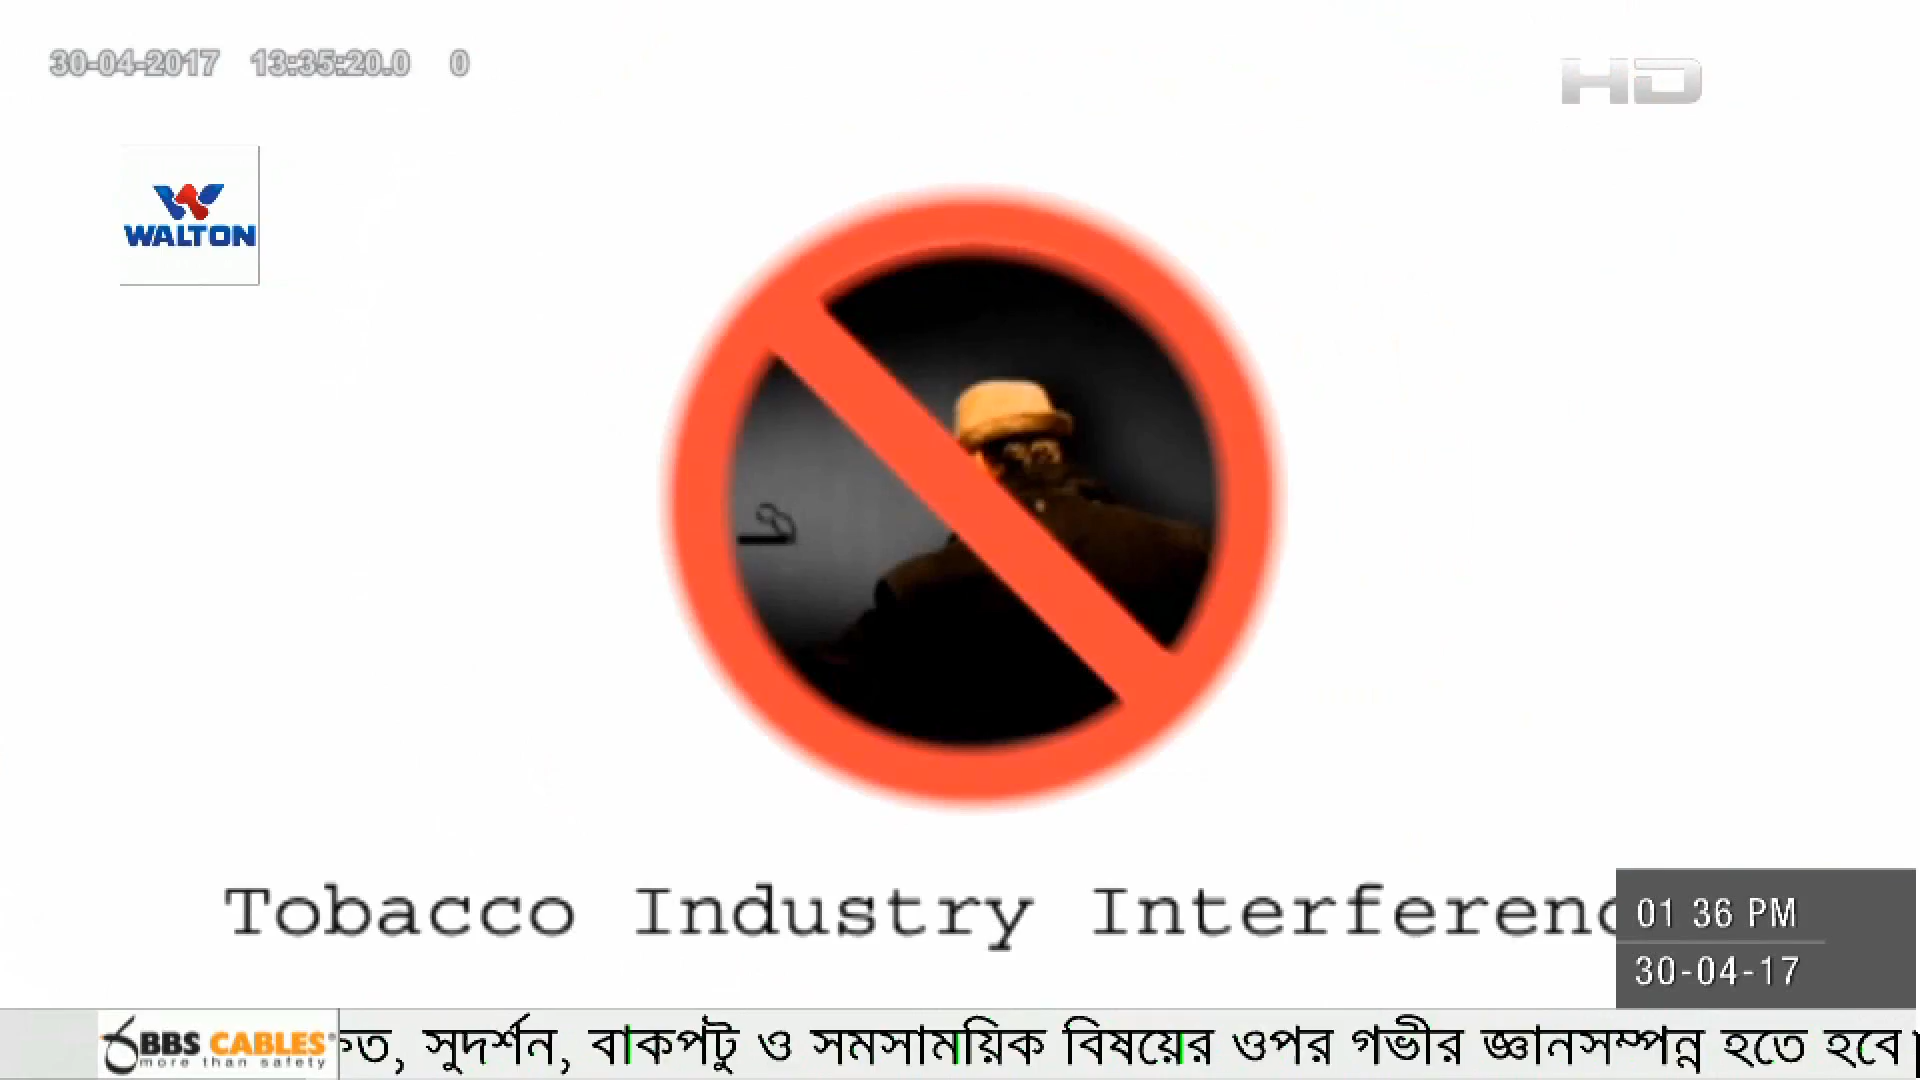 30-04-2017 13:35:20.0 0
HD
WALTON
Tobacco Industry Interferenc
01 36 PM
30-04-17
BBS CABLES
more than safety
ত, সুদর্শন, বাকপটু ও সমসাময়িক বিষয়ের ওপর গভীর জ্ঞানসম্পন্ন হতে হবে